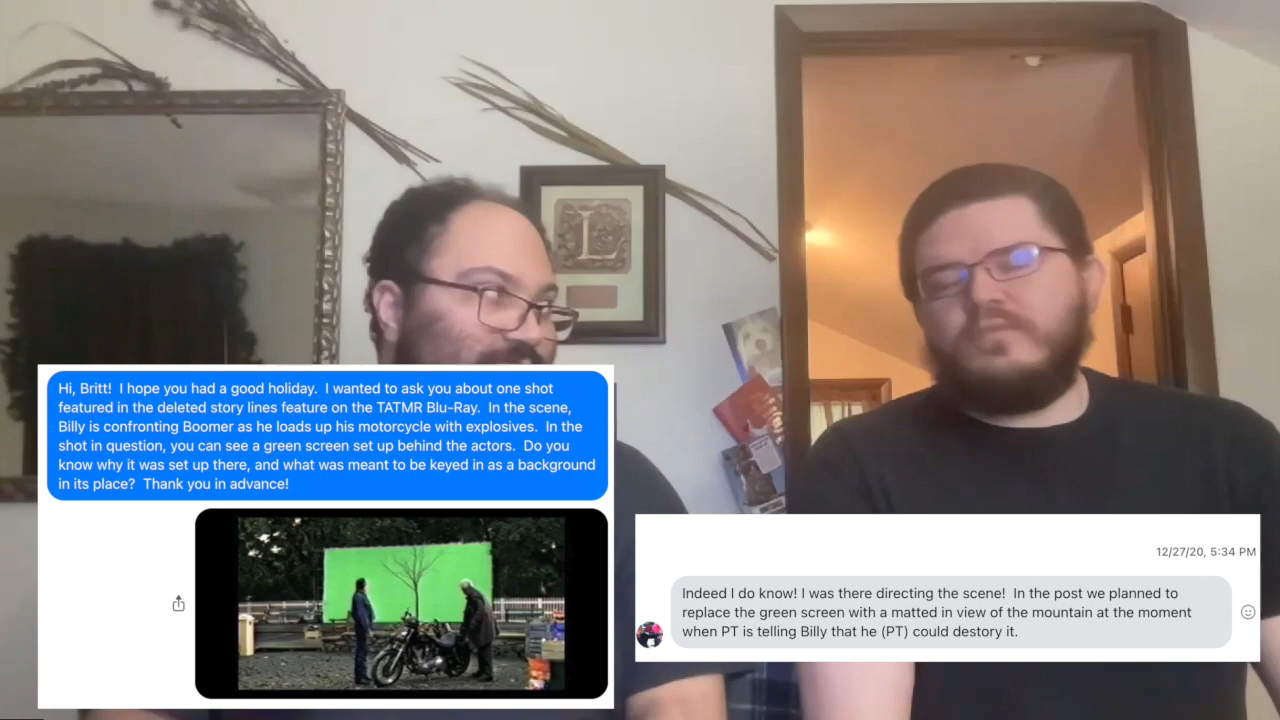 L
Hi, Britt! I hope you had a good holiday. I wanted to ask you about one shot
featured in the deleted story lines feature on the TATMR Blu-Ray. In the scene,
Billy is confronting Boomer as he loads up his motorcycle with explosives. In the
shot in question, you can see a green screen set up behind the actors. Do you
know why it was set up there, and what was meant to be keyed in as a background
in its place? Thank you in advance!
12/27/20, 5:34 PM
Indeed I do know! I was there directing the scene! In the post we planned to
replace the green screen with a matted in view of the mountain at the moment
when PT is telling Billy that he (PT) could destory it.